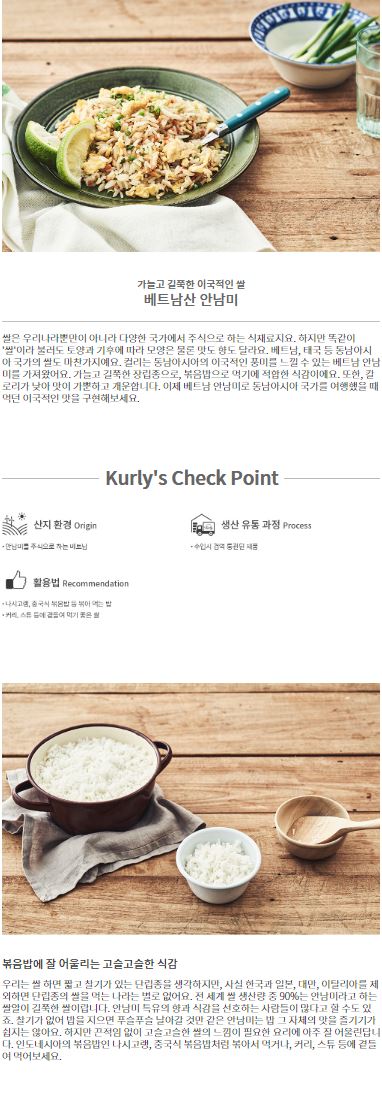 가늘고 길쭉한 이국적인 쌀
베트남산 안남미
쌀은 우리나라뿐만이 아니라 다양한 국가에서 주식으로 하는 식재료지요. 하지만 똑같이
'쌀'이라 불러도 토양과 기후에 따라 모양은 물론 맛도 향도 달라요. 베트남, 태국 등 동남아시
아 국가의 쌀도 마찬가지예요. 컬리는 동남아시아의 이국적인 풍미를 느낄 수 있는 베트남 안남
미를 가져왔어요. 가늘고 길쭉한 장립종으로, 볶음밥으로 먹기에 적합한 식감이에요. 또한, 칼
로리가 낮아 맛이 가뿐하고 개운합니다. 이제 베트남 안남미로 동남아시아 국가를 여행했을 때
먹던 이국적인 맛을 구현해보세요.
Kurly's Check Point
산지 환경 Origin
생산 유통 과정 Process
• 안남미를 주식으로 하는 베트남
• 수입시 검역 통관된 제품
활용법 Recommendation
• 나시고랭, 중국식 볶음밥 등 볶아 먹는 밥
• 커리, 스튜 등에 곁들여 먹기 좋은 쌀
볶음밥에 잘 어울리는 고슬고슬한 식감
우리는 쌀 하면 짧고 찰기가 있는 단립종을 생각하지만, 사실 한국과 일본, 대만, 이탈리아를 제
외하면 단립종의 쌀을 먹는 나라는 별로 없어요. 전 세계 쌀 생산량 중 90%는 안남미라고 하는
쌀알이 길쭉한 쌀이랍니다. 안남미 특유의 향과 식감을 선호하는 사람들이 많다고 할 수도 있
죠. 찰기가 없어 밥을 지으면 푸슬푸슬 날아갈 것만 같은 안남미는 밥 그 자체의 맛을 즐기기가
쉽지는 않아요. 하지만 끈적임 없이 고슬고슬한 쌀의 느낌이 필요한 요리에 아주 잘 어울린답니
다. 인도네시아의 볶음밥인 나시고랭, 중국식 볶음밥처럼 볶아서 먹거나, 커리, 스튜 등에 곁들
여 먹어보세요.